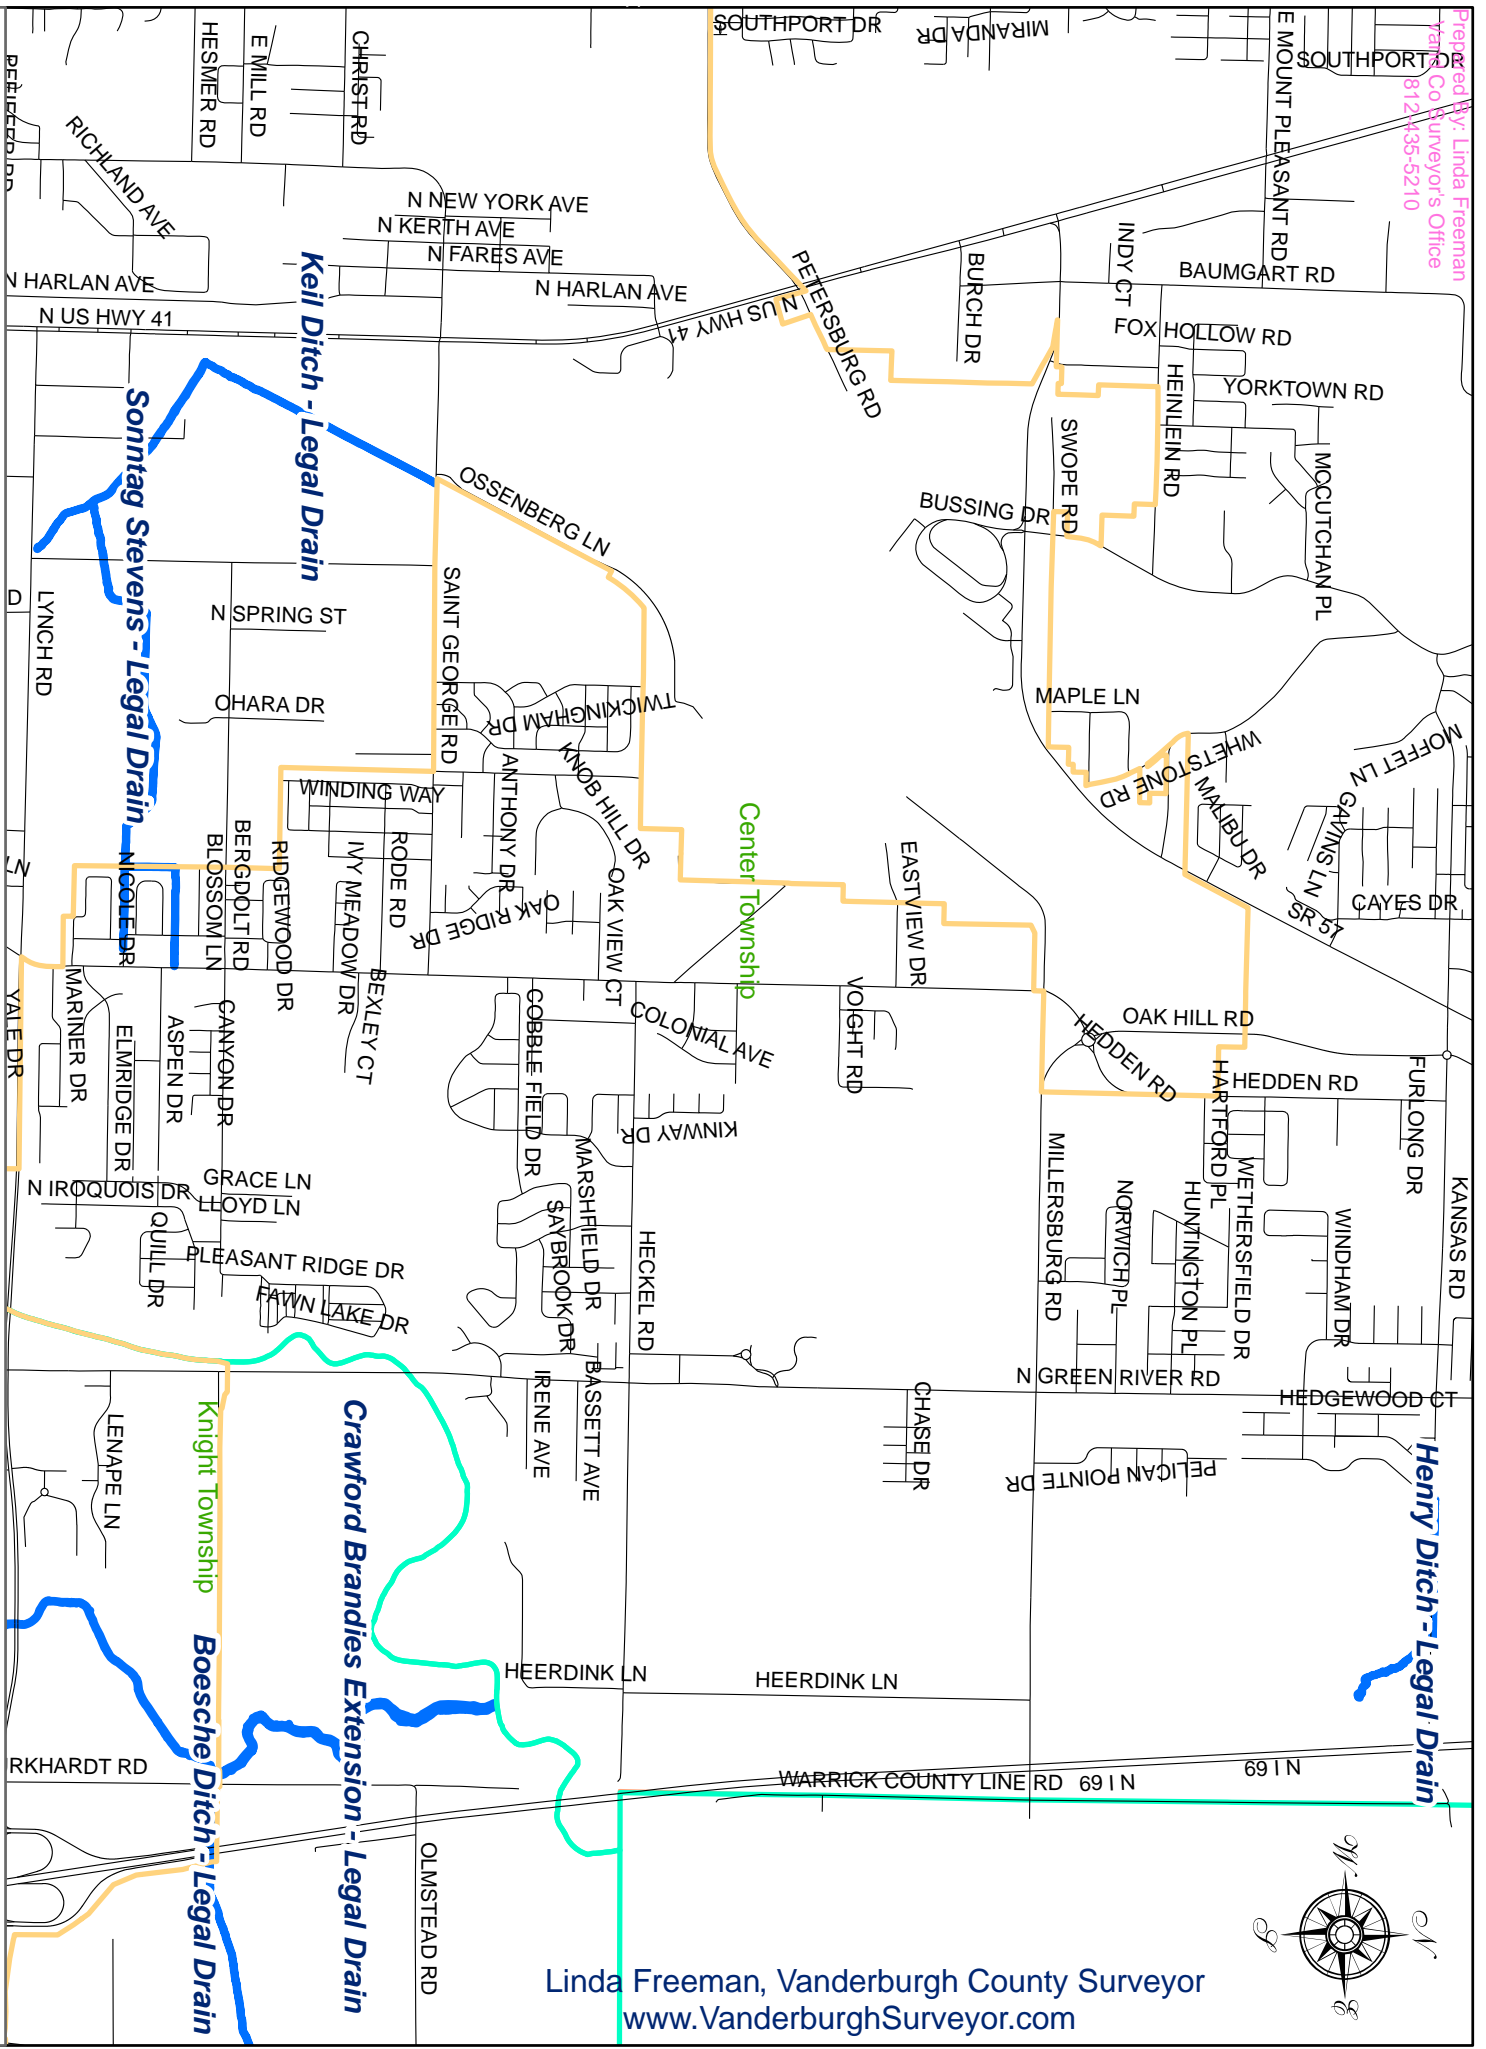 Prepared By: Linda Freeman
Vand Co Surveyor's Office
812-435-5210
SOUTHPORT DR
MIRANDA DR
E MOUNT PLEASANT RD
SOUTHPORT DR
HESMER RD
E MILL RD
CHRIST RD
RICHLAND AVE
N NEW YORK AVE
N KERTH AVE
N FARES AVE
N HARLAN AVE
N HARLAN AVE
N US HWY 41
N US HWY 41
PETERSBURG RD
BURCH DR
INDY CT
BAUMGART RD
FOX HOLLOW RD
YORKTOWN RD
HEINLEIN RD
MCCUTCHAN PL
SWOPE RD
BUSSING DR
Keil Ditch - Legal Drain
Sonntag Stevens - Legal Drain
OSSENBERG LN
SAINT GEORGE RD
N SPRING ST
LYNCH RD
D
OHARA DR
TWICKINGHAM DR
KNOB HILL DR
ANTHONY DR
WINDING WAY
MAPLE LN
WHETSTONE RD
MALIBU DR
MOFFET LN
GAVINS LN
CAYES DR
SR 57
Center Township
EASTVIEW DR
NICOLE DR
BLOSSOM LN
BERGDOLT RD
RIDGEWOOD DR
IVY MEADOW DR
RODE RD
OAK RIDGE DR
OAK VIEW CT
LN
YALE DR
MARINER DR
ELMRIDGE DR
ASPEN DR
CANYON DR
BEXLEY CT
COBBLE FIELD DR
COLONIAL AVE
VOIGHT RD
HEDDEN RD
OAK HILL RD
HEDDEN RD
HARTFORD PL
FURLONG DR
KINWAY DR
MARSHFIELD DR
SAYBROOK DR
GRACE LN
N IROQUOIS DR
LLOYD LN
QUILL DR
PLEASANT RIDGE DR
FAWN LAKE DR
HECKEL RD
MILLERSBURG RD
NORWICH PL
HUNTINGTON PL
WETHERSFIELD DR
WINDHAM DR
KANSAS RD
IRENE AVE
BASSETT AVE
CHASE DR
N GREEN RIVER RD
HEDGEWOOD CT
PELICAN POINTE DR
LENAPE LN
Knight Township
Crawford Brandies Extension - Legal Drain
Boesche Ditch - Legal Drain
Henry Ditch - Legal Drain
HEERDINK LN
HEERDINK LN
RKHARDT RD
WARRICK COUNTY LINE RD
69 I N
69 I N
OLMSTEAD RD
N
W
E
S
Linda Freeman, Vanderburgh County Surveyor
www.VanderburghSurveyor.com